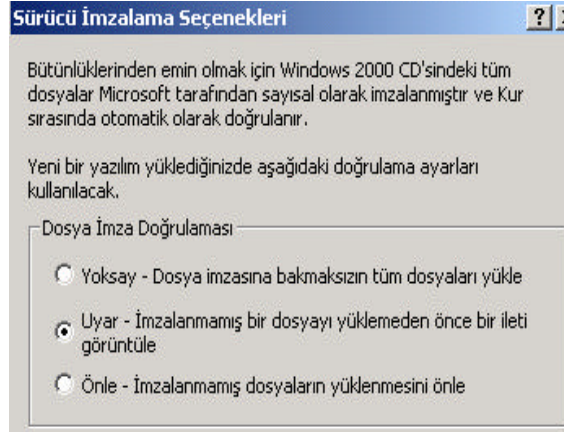 Sürücü İmzalama Seçenekleri
Bütünlüklerinden emin olmak için Windows 2000 CD'sindeki tüm
dosyalar Microsoft tarafından sayısal olarak imzalanmıştır ve Kur
sırasında otomatik olarak doğrulanır.
Yeni bir yazılım yüklediğinizde aşağıdaki doğrulama ayarları
kullanılacak.
Dosya İmza Doğrulaması
Yoksay - Dosya imzasına bakmaksızın tüm dosyaları yükle
Uyar - İmzalanmamış bir dosyayı yüklemeden önce bir ileti
görüntüle
Önle - İmzalanmamış dosyaların yüklenmesini önle